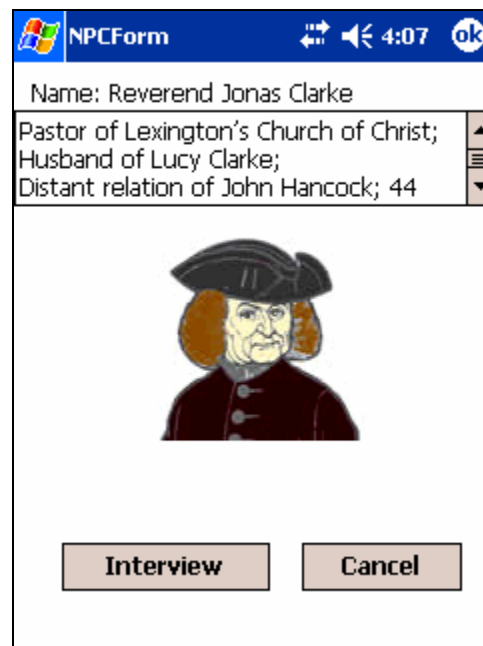 NPCForm 4:07 ok
Name: Reverend Jonas Clarke
Pastor of Lexington's Church of Christ;
Husband of Lucy Clarke;
Distant relation of John Hancock; 44
Interview Cancel